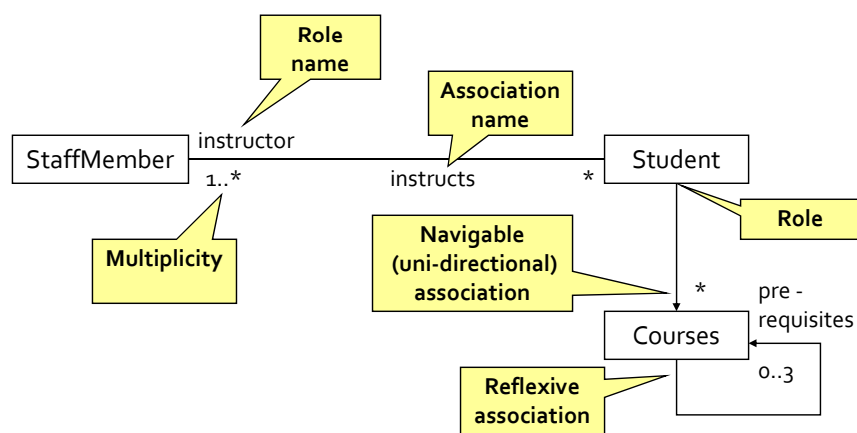 Role
name
Association
name
instructor
StaffMember
Student
1..*
instructs
*
Multiplicity
Navigable
(uni-directional)
association
Role
*
pre -
requisites
Courses
0..3
Reflexive
association